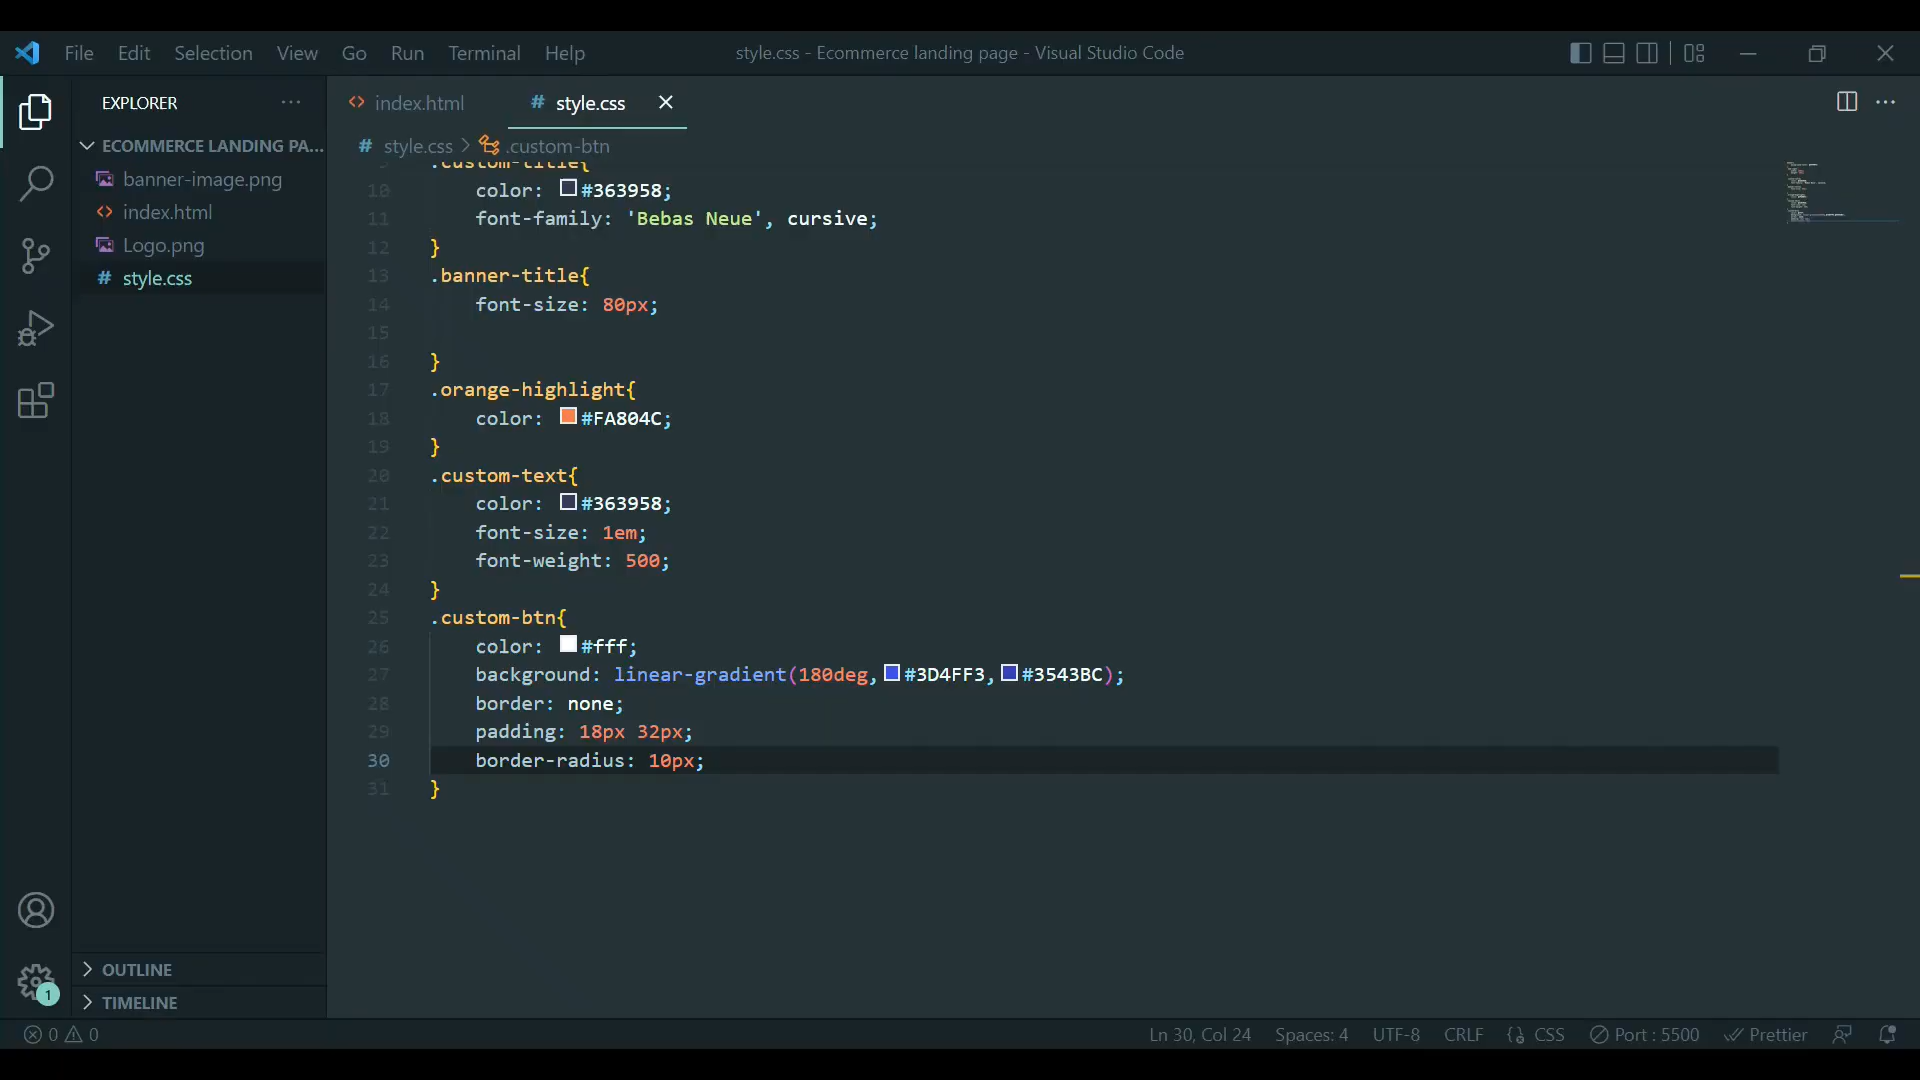 File Edit Selection View Go Run Terminal Help
style.css - Ecommerce landing page - Visual Studio Code
EXPLORER
ECOMMERCE LANDING PA...
banner-image.png
index.html
Logo.png
# style.css
OUTLINE
TIMELINE
1
index.html
# style.css
# style.css > .custom-btn
9 .custom-title{
10 color: #363958;
11 font-family: 'Bebas Neue', cursive;
12 }
13 .banner-title{
14 font-size: 80px;
15
16 }
17 .orange-highlight{
18 color: #FA804C;
19 }
20 .custom-text{
21 color: #363958;
22 font-size: 1em;
23 font-weight: 500;
24 }
25 .custom-btn{
26 color: #fff;
27 background: linear-gradient(180deg,#3D4FF3,#3543BC);
28 border: none;
29 padding: 18px 32px;
30 border-radius: 10px;
31 }
0 0
Ln 30, Col 24 Spaces: 4 UTF-8 CRLF {} CSS Port : 5500 Prettier